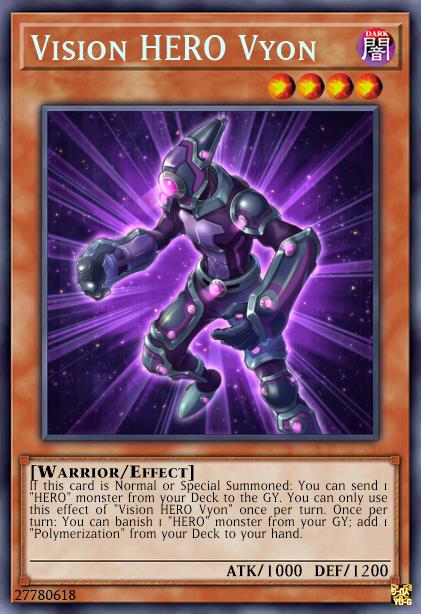 Vision HERO Vyon
DARK
闇
[Warrior/Effect]
If this card is Normal or Special Summoned: You can send 1
"HERO" monster from your Deck to the GY. You can only use
this effect of "Vision HERO Vyon" once per turn. Once per
turn: You can banish 1 "HERO" monster from your GY; add 1
"Polymerization" from your Deck to your hand.
ATK/1000 DEF/1200
27780618